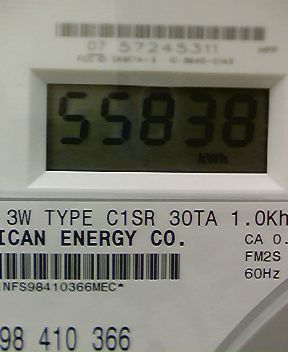 07 57245311
55838
kWh
3W TYPE C1SR 30TA 1.0Kh
ICAN ENERGY CO.
CA 0.
FM2S
60Hz
*NFS98410366MEC*
98 410 366